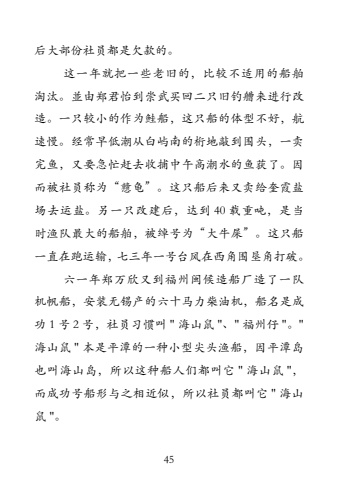 后大部份社員都是欠款的。
这一年就把一些老旧的，比较不适用的船舶
淘汰。並由郑君怡到崇武买回二只旧钓艚来进行改
造。一只较小的作为鲑船，这只船的体型不好，航
速慢。经常早低潮从白屿南的桁地敲到围头，一卖
完鱼，又要急忙赶去收捕中午高潮水的鱼获了。因
而被社員称为“憨龟”。这只船后来又卖给奎霞盐
场去运盐。另一只改建后，达到 40 载重吨，是当
时渔队最大的船舶，被绰号为“大牛屎”。这只船
一直在跑运输，七三年一号台风在西角围垦角打破。
六一年郑万欣又到福州闽候造船厂造了一队
机帆船，安装无锡产的六十马力柴油机，船名是成
功 1 号 2 号，社員习惯叫＂海山鼠＂、＂福州仔＂。＂
海山鼠＂本是平潭的一种小型尖头渔船，因平潭岛
也叫海山岛，所以这种船人们都叫它＂海山鼠＂，
而成功号船形与之相近似，所以社員都叫它＂海山
鼠＂。
45